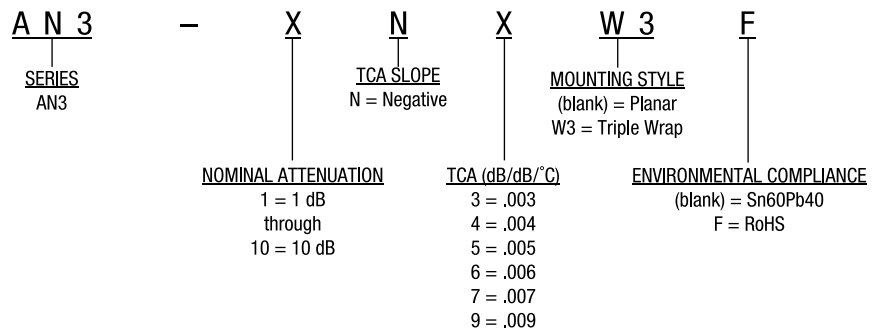 AN3 - X N X W3 F
SERIES
AN3
TCA SLOPE
N = Negative
MOUNTING STYLE
(blank) = Planar
W3 = Triple Wrap
NOMINAL ATTENUATION
1 = 1 dB
through
10 = 10 dB
TCA (dB/dB/°C)
3 = .003
4 = .004
5 = .005
6 = .006
7 = .007
9 = .009
ENVIRONMENTAL COMPLIANCE
(blank) = Sn60Pb40
F = RoHS